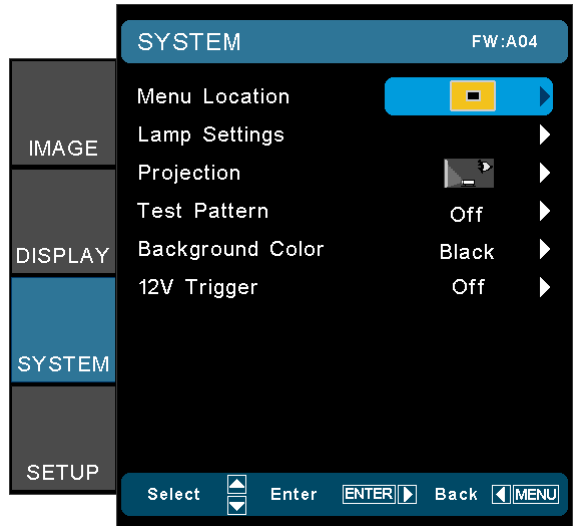 SYSTEM FW:A04
Menu Location
IMAGE
Lamp Settings
Projection
Test Pattern Off
DISPLAY
Background Color Black
12V Trigger Off
SYSTEM
SETUP
Select Enter ENTER Back MENU